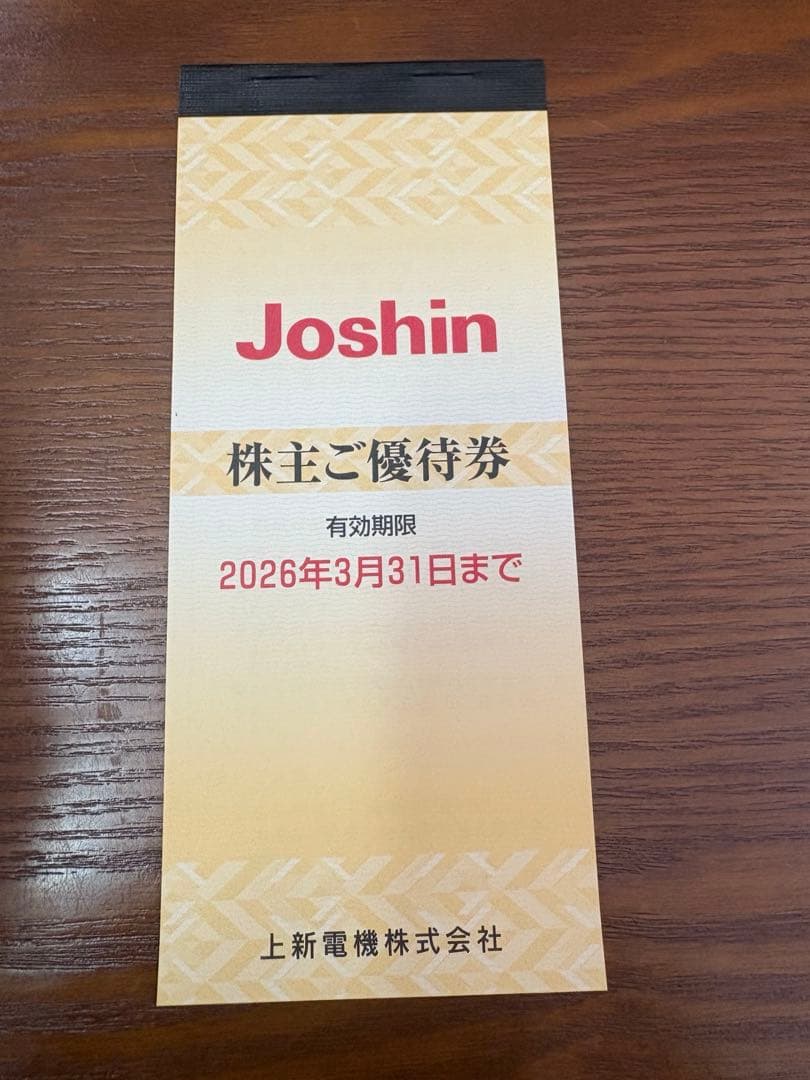 Joshin
株主ご優待券
有効期限
2026年3月31日まで
上新電機株式会社